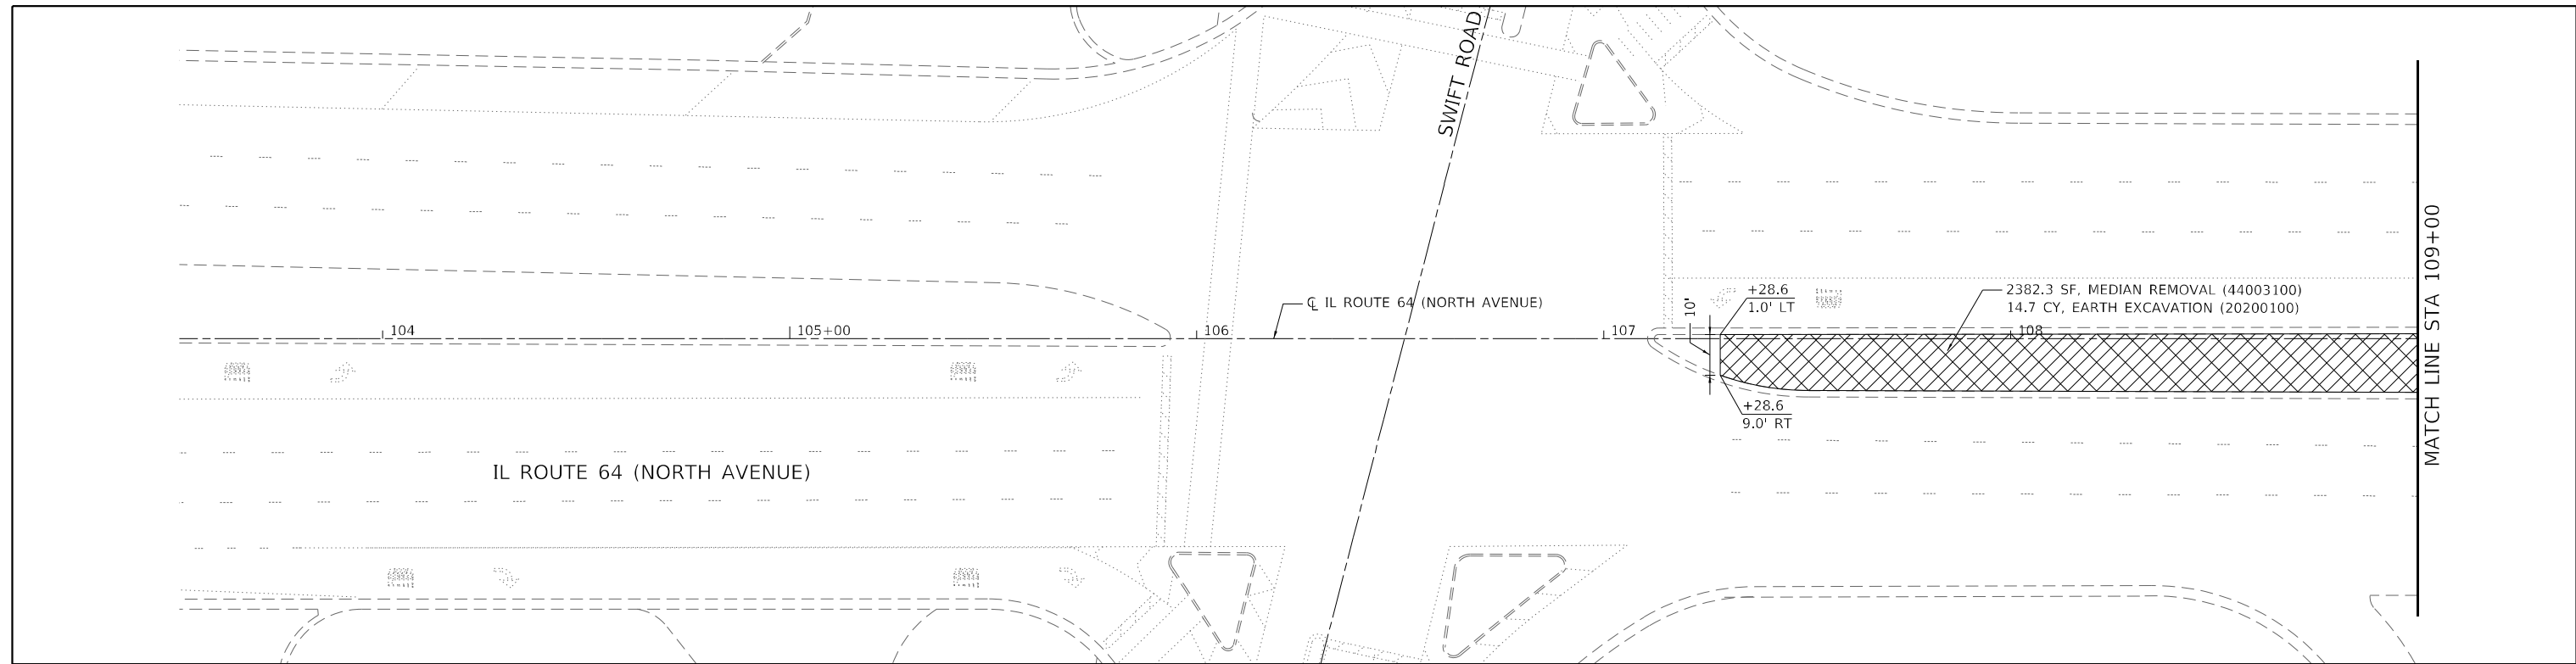 SWIFT ROAD
℄ IL ROUTE 64 (NORTH AVENUE)
+28.6
1.0' LT
10'
2382.3 SF, MEDIAN REMOVAL (44003100)
14.7 CY, EARTH EXCAVATION (20200100)
104
105+00
106
107
108
+28.6
9.0' RT
IL ROUTE 64 (NORTH AVENUE)
MATCH LINE STA 109+00